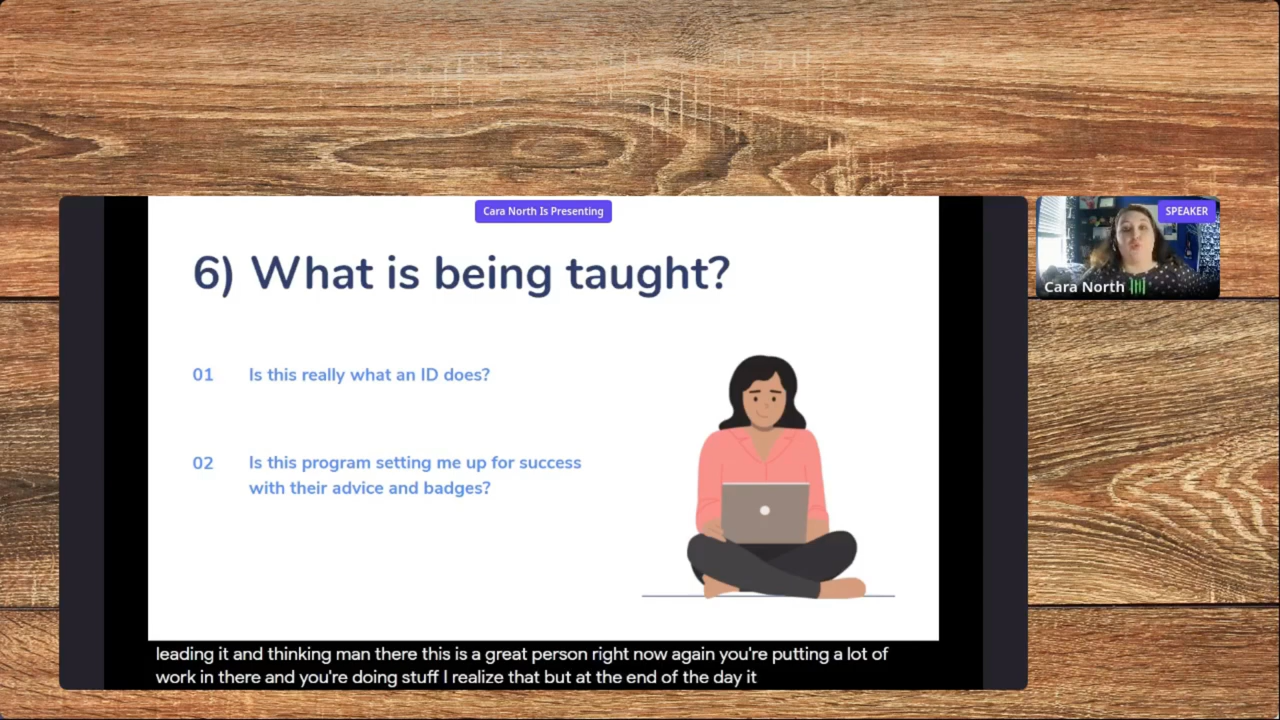 Cara North Is Presenting
SPEAKER
Cara North
6) What is being taught?
01 Is this really what an ID does?
02 Is this program setting me up for success
with their advice and badges?
leading it and thinking man there this is a great person right now again you're putting a lot of
work in there and you're doing stuff I realize that but at the end of the day it